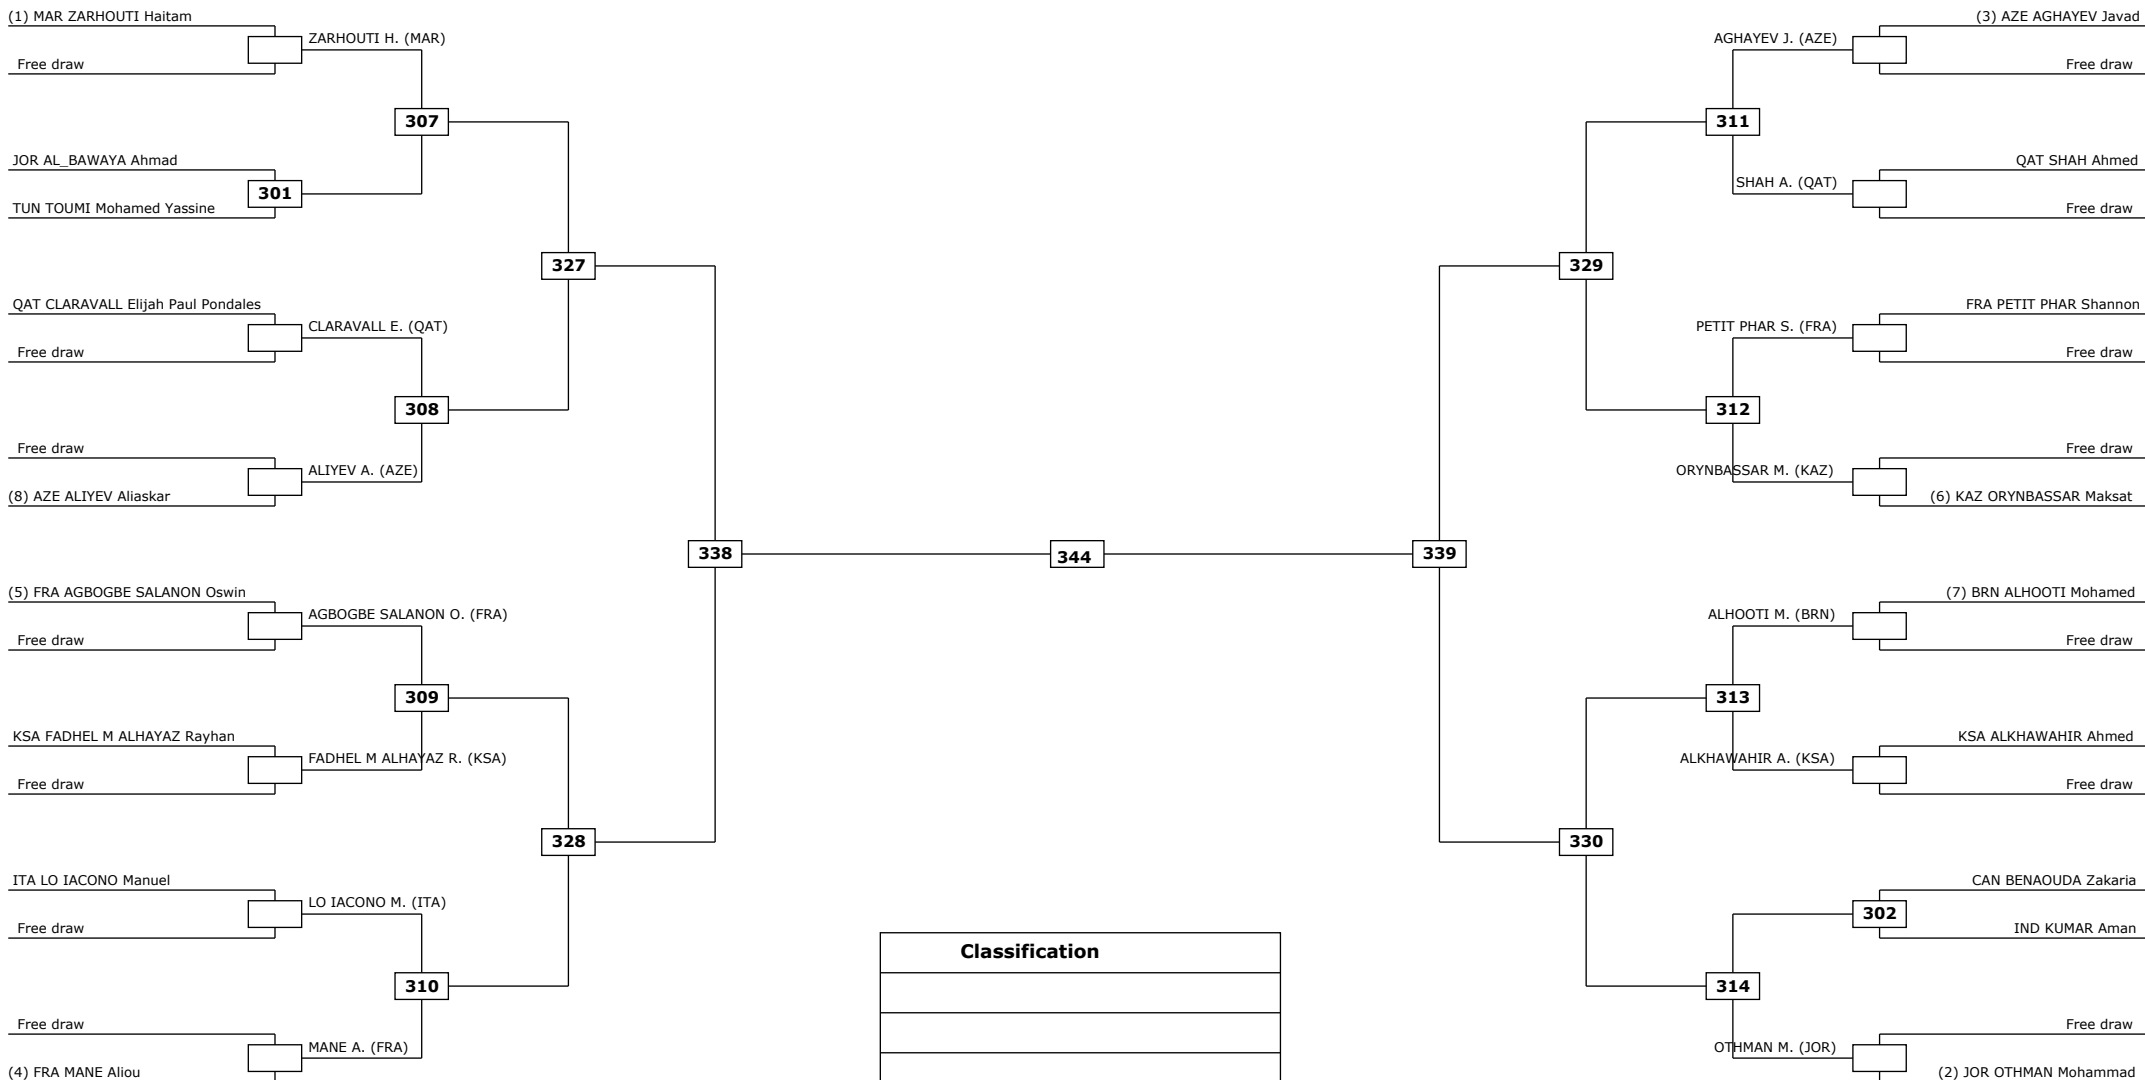 (1) MAR ZARHOUTI Haitam
ZARHOUTI H. (MAR)
Free draw
307
JOR AL_BAWAYA Ahmad
301
TUN TOUMI Mohamed Yassine
327
QAT CLARAVALL Elijah Paul Pondales
CLARAVALL E. (QAT)
Free draw
308
Free draw
ALIYEV A. (AZE)
(8) AZE ALIYEV Aliaskar
338
344
339
(5) FRA AGBOGBE SALANON Oswin
AGBOGBE SALANON O. (FRA)
Free draw
309
KSA FADHEL M ALHAYAZ Rayhan
FADHEL M ALHAYAZ R. (KSA)
Free draw
328
ITA LO IACONO Manuel
LO IACONO M. (ITA)
Free draw
310
Free draw
MANE A. (FRA)
(4) FRA MANE Aliou
(3) AZE AGHAYEV Javad
AGHAYEV J. (AZE)
Free draw
311
QAT SHAH Ahmed
SHAH A. (QAT)
Free draw
329
FRA PETIT PHAR Shannon
PETIT PHAR S. (FRA)
Free draw
312
Free draw
ORYNBASSAR M. (KAZ)
(6) KAZ ORYNBASSAR Maksat
(7) BRN ALHOOTI Mohamed
ALHOOTI M. (BRN)
Free draw
313
KSA ALKHAWAHIR Ahmed
ALKHAWAHIR A. (KSA)
Free draw
330
CAN BENAOUDA Zakaria
302
IND KUMAR Aman
314
Free draw
OTHMAN M. (JOR)
(2) JOR OTHMAN Mohammad
Classification